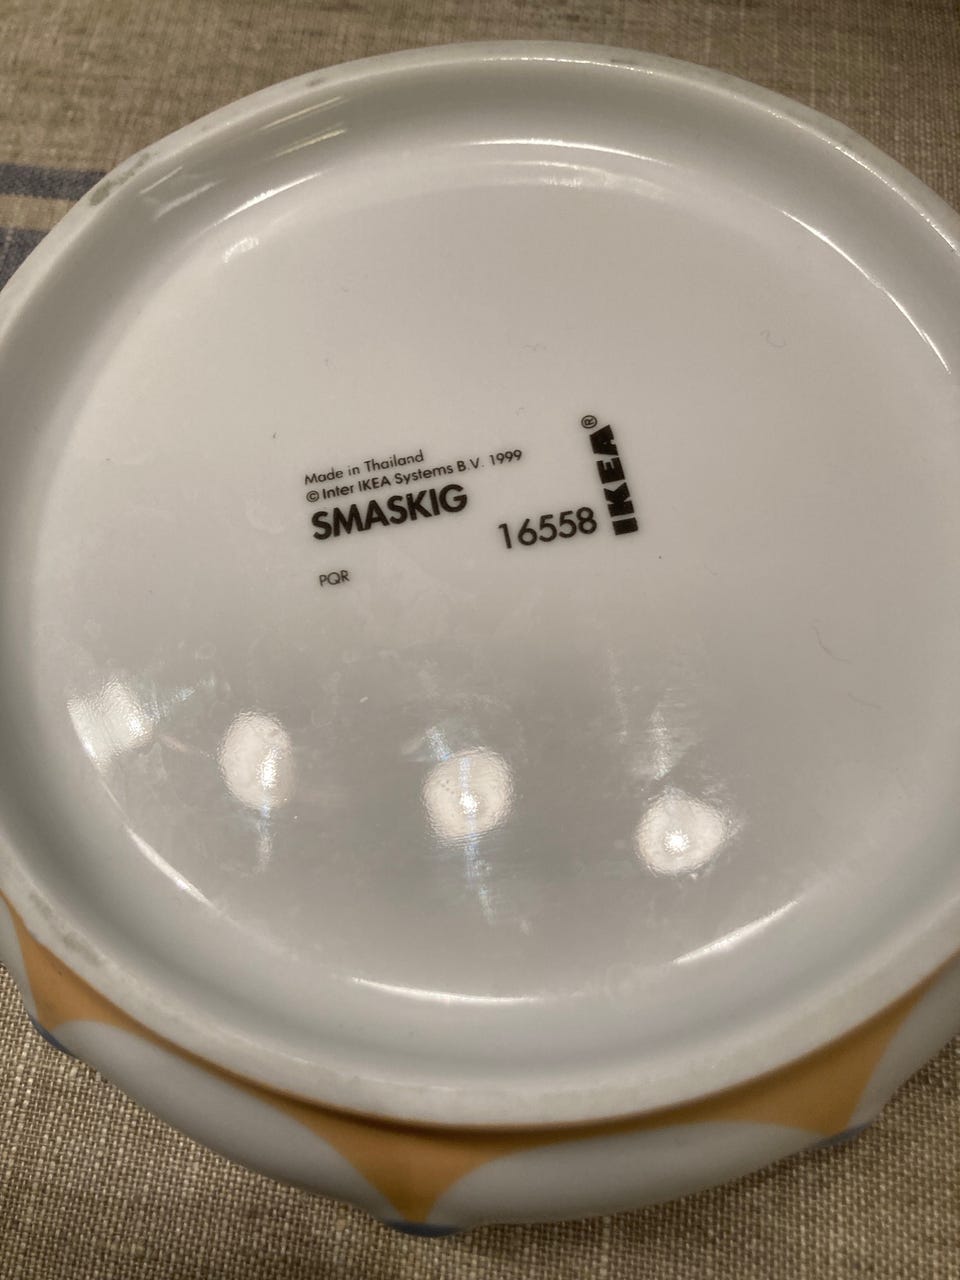 Made in Thailand
© Inter IKEA Systems B.V. 1999
SMASKIG
16558
IKEA®
PQR